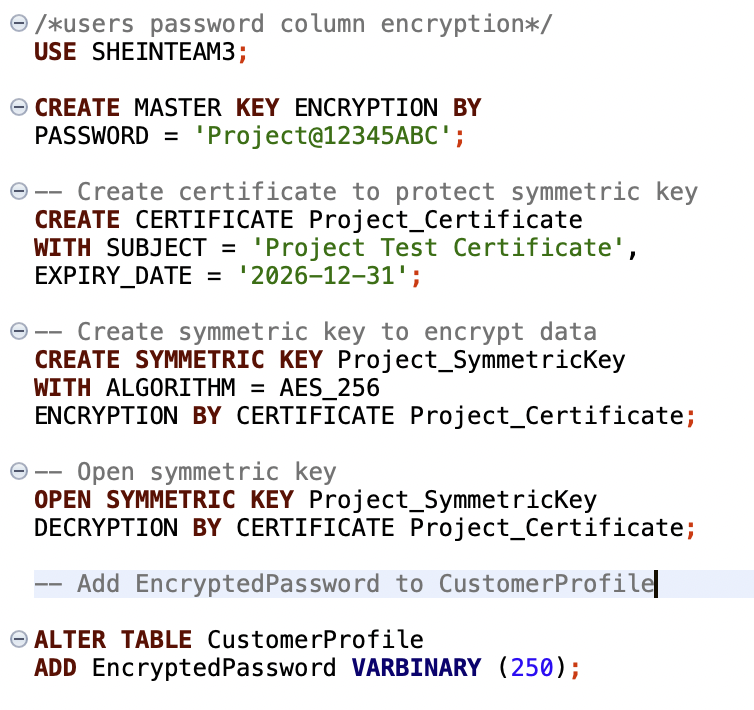 /*users password column encryption*/
USE SHEINTEAM3;
CREATE MASTER KEY ENCRYPTION BY
PASSWORD = 'Project@12345ABC';
-- Create certificate to protect symmetric key
CREATE CERTIFICATE Project_Certificate
WITH SUBJECT = 'Project Test Certificate',
EXPIRY_DATE = '2026-12-31';
-- Create symmetric key to encrypt data
CREATE SYMMETRIC KEY Project_SymmetricKey
WITH ALGORITHM = AES_256
ENCRYPTION BY CERTIFICATE Project_Certificate;
-- Open symmetric key
OPEN SYMMETRIC KEY Project_SymmetricKey
DECRYPTION BY CERTIFICATE Project_Certificate;
-- Add EncryptedPassword to CustomerProfile
ALTER TABLE CustomerProfile
ADD EncryptedPassword VARBINARY (250);